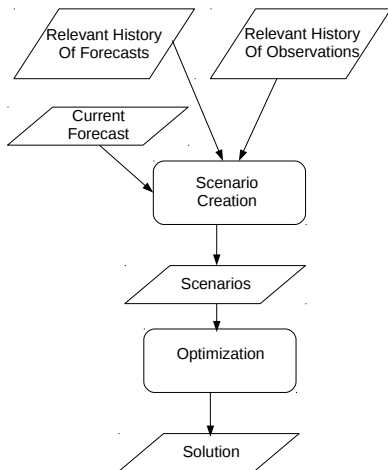 Relevant History
Of Forecasts
Relevant History
Of Observations
Current
Forecast
Scenario
Creation
Scenarios
Optimization
Solution